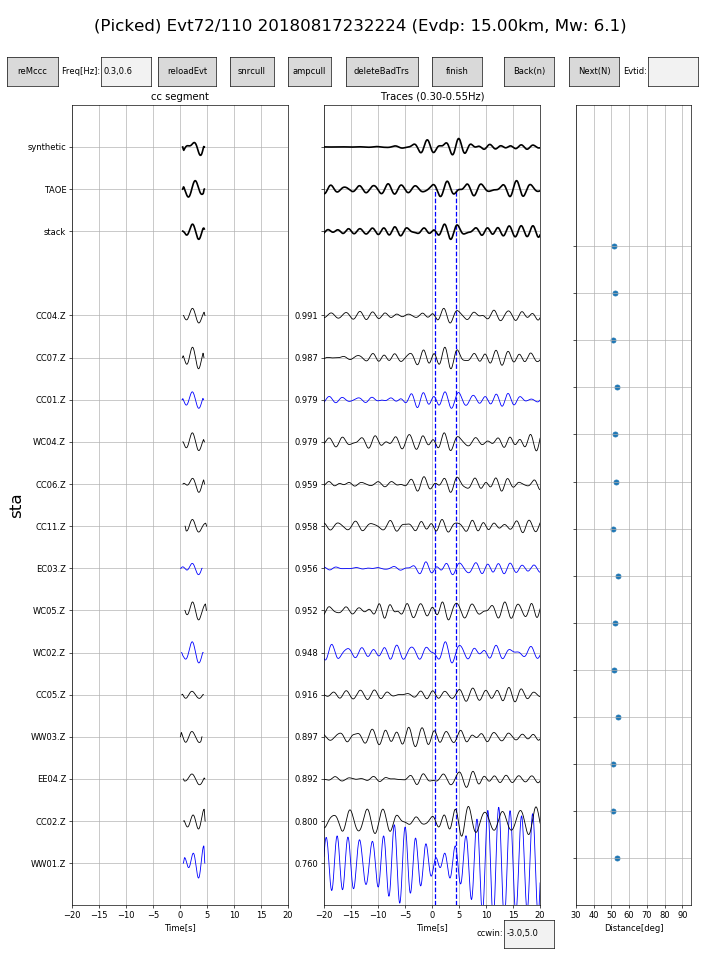 (Picked) Evt72/110 20180817232224 (Evdp: 15.00km, Mw: 6.1)
reMccc Freq[Hz]: 0.3,0.6 reloadEvt snrcull ampcull deleteBadTrs finish Back(n) Next(N) Evtid:
cc segment Traces (0.30-0.55Hz)
synthetic
TAOE
stack
CC04.Z 0.991
CC07.Z 0.987
CC01.Z 0.979
WC04.Z 0.979
CC06.Z 0.959
sta
CC11.Z 0.958
EC03.Z 0.956
WC05.Z 0.952
WC02.Z 0.948
CC05.Z 0.916
WW03.Z 0.897
EE04.Z 0.892
CC02.Z 0.800
WW01.Z 0.760
−20 −15 −10 −5 0 5 10 15 20 −20 −15 −10 −5 0 5 10 15 20 30 40 50 60 70 80 90
Time[s] Time[s] Distance[deg]
ccwin: -3.0,5.0